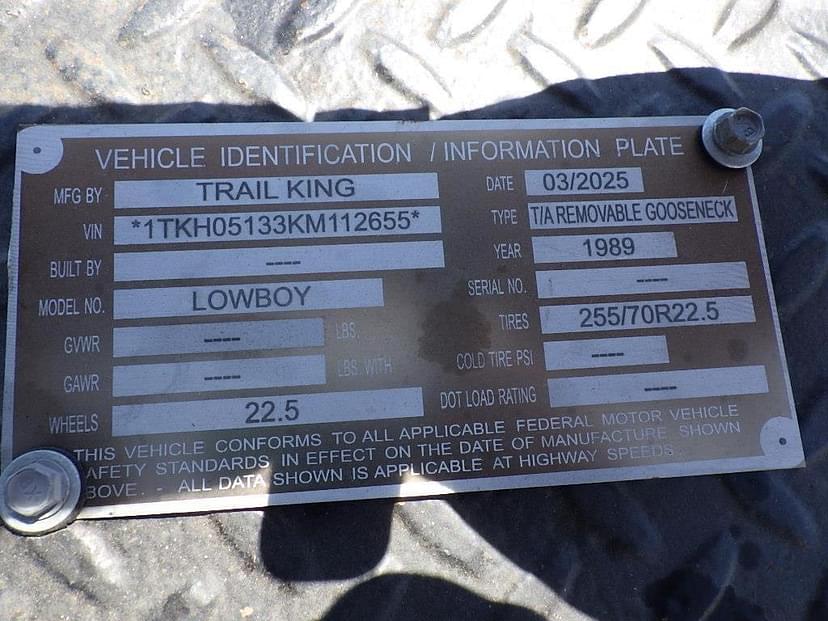 VEHICLE IDENTIFICATION / INFORMATION PLATE
MFG BY TRAIL KING DATE 03/2025
VIN *1TKH05133KM112655* TYPE T/A REMOVABLE GOOSENECK
BUILT BY ---- YEAR 1989
MODEL NO. LOWBOY SERIAL NO. ----
GVWR ---- LBS. TIRES 255/70R22.5
GAWR ---- LBS WITH COLD TIRE PSI ----
WHEELS 22.5 DOT LOAD RATING ----
THIS VEHICLE CONFORMS TO ALL APPLICABLE FEDERAL MOTOR VEHICLE
AFETY STANDARDS IN EFFECT ON THE DATE OF MANUFACTURE SHOWN
BOVE. - ALL DATA SHOWN IS APPLICABLE AT HIGHWAY SPEEDS.